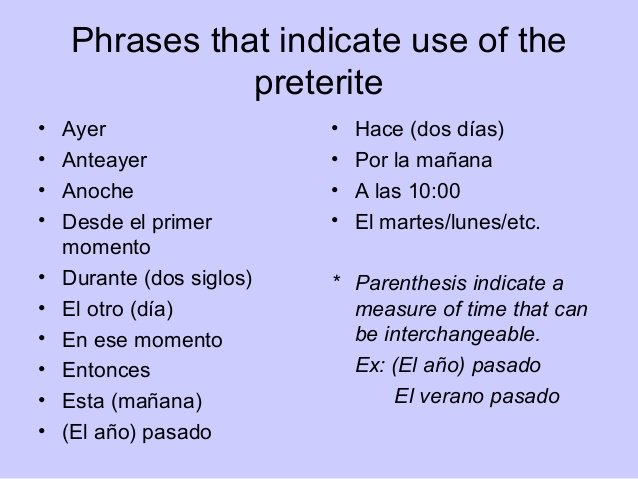 Phrases that indicate use of the
preterite
• Ayer
• Anteayer
• Anoche
• Desde el primer
momento
• Durante (dos siglos)
• El otro (día)
• En ese momento
• Entonces
• Esta (mañana)
• (El año) pasado
• Hace (dos días)
• Por la mañana
• A las 10:00
• El martes/lunes/etc.
* Parenthesis indicate a
measure of time that can
be interchangeable.
Ex: (El año) pasado
El verano pasado